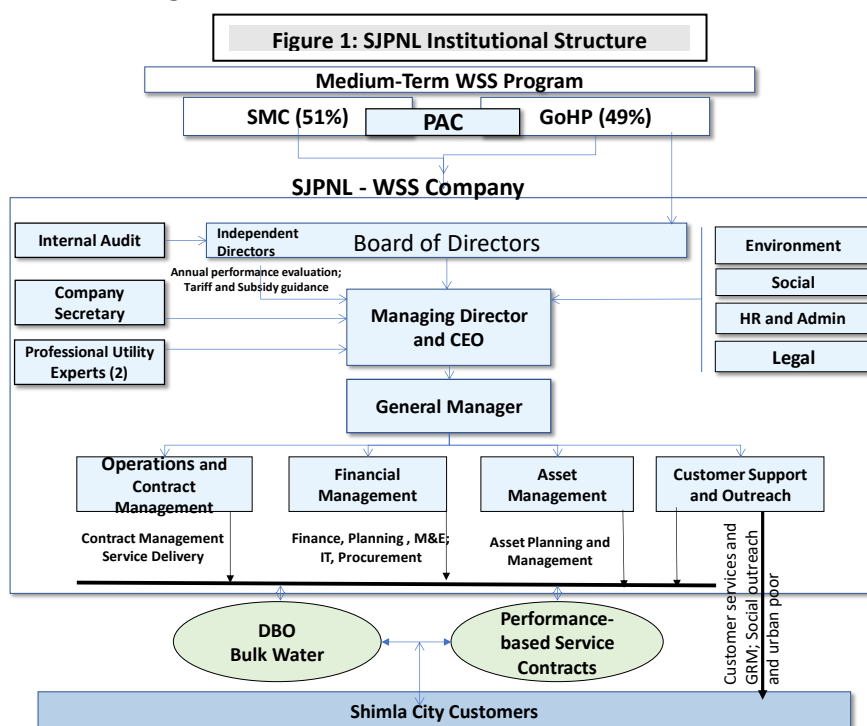 Figure 1: SJPNL Institutional Structure
Medium-Term WSS Program
SMC (51%)
PAC
GoHP (49%)
SJPNL - WSS Company
Internal Audit
Independent
Directors
Board of Directors
Environment
Annual performance evaluation;
Tariff and Subsidy guidance
Social
Company
Secretary
Managing Director
and CEO
HR and Admin
Professional Utility
Experts (2)
Legal
General Manager
Operations and
Contract
Management
Financial
Management
Asset
Management
Customer Support
and Outreach
Contract Management
Service Delivery
Finance, Planning , M&E;
IT, Procurement
Asset Planning and
Management
Customer services and
GRM; Social outreach
and urban poor
DBO
Bulk Water
Performance-
based Service
Contracts
Shimla City Customers